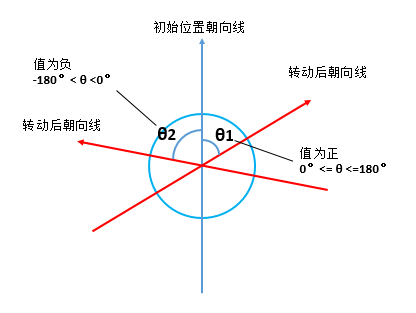 初始位置朝向线
值为负
-180° < θ <0°
转动后朝向线
转动后朝向线
θ2
θ1
值为正
0° <= θ <=180°